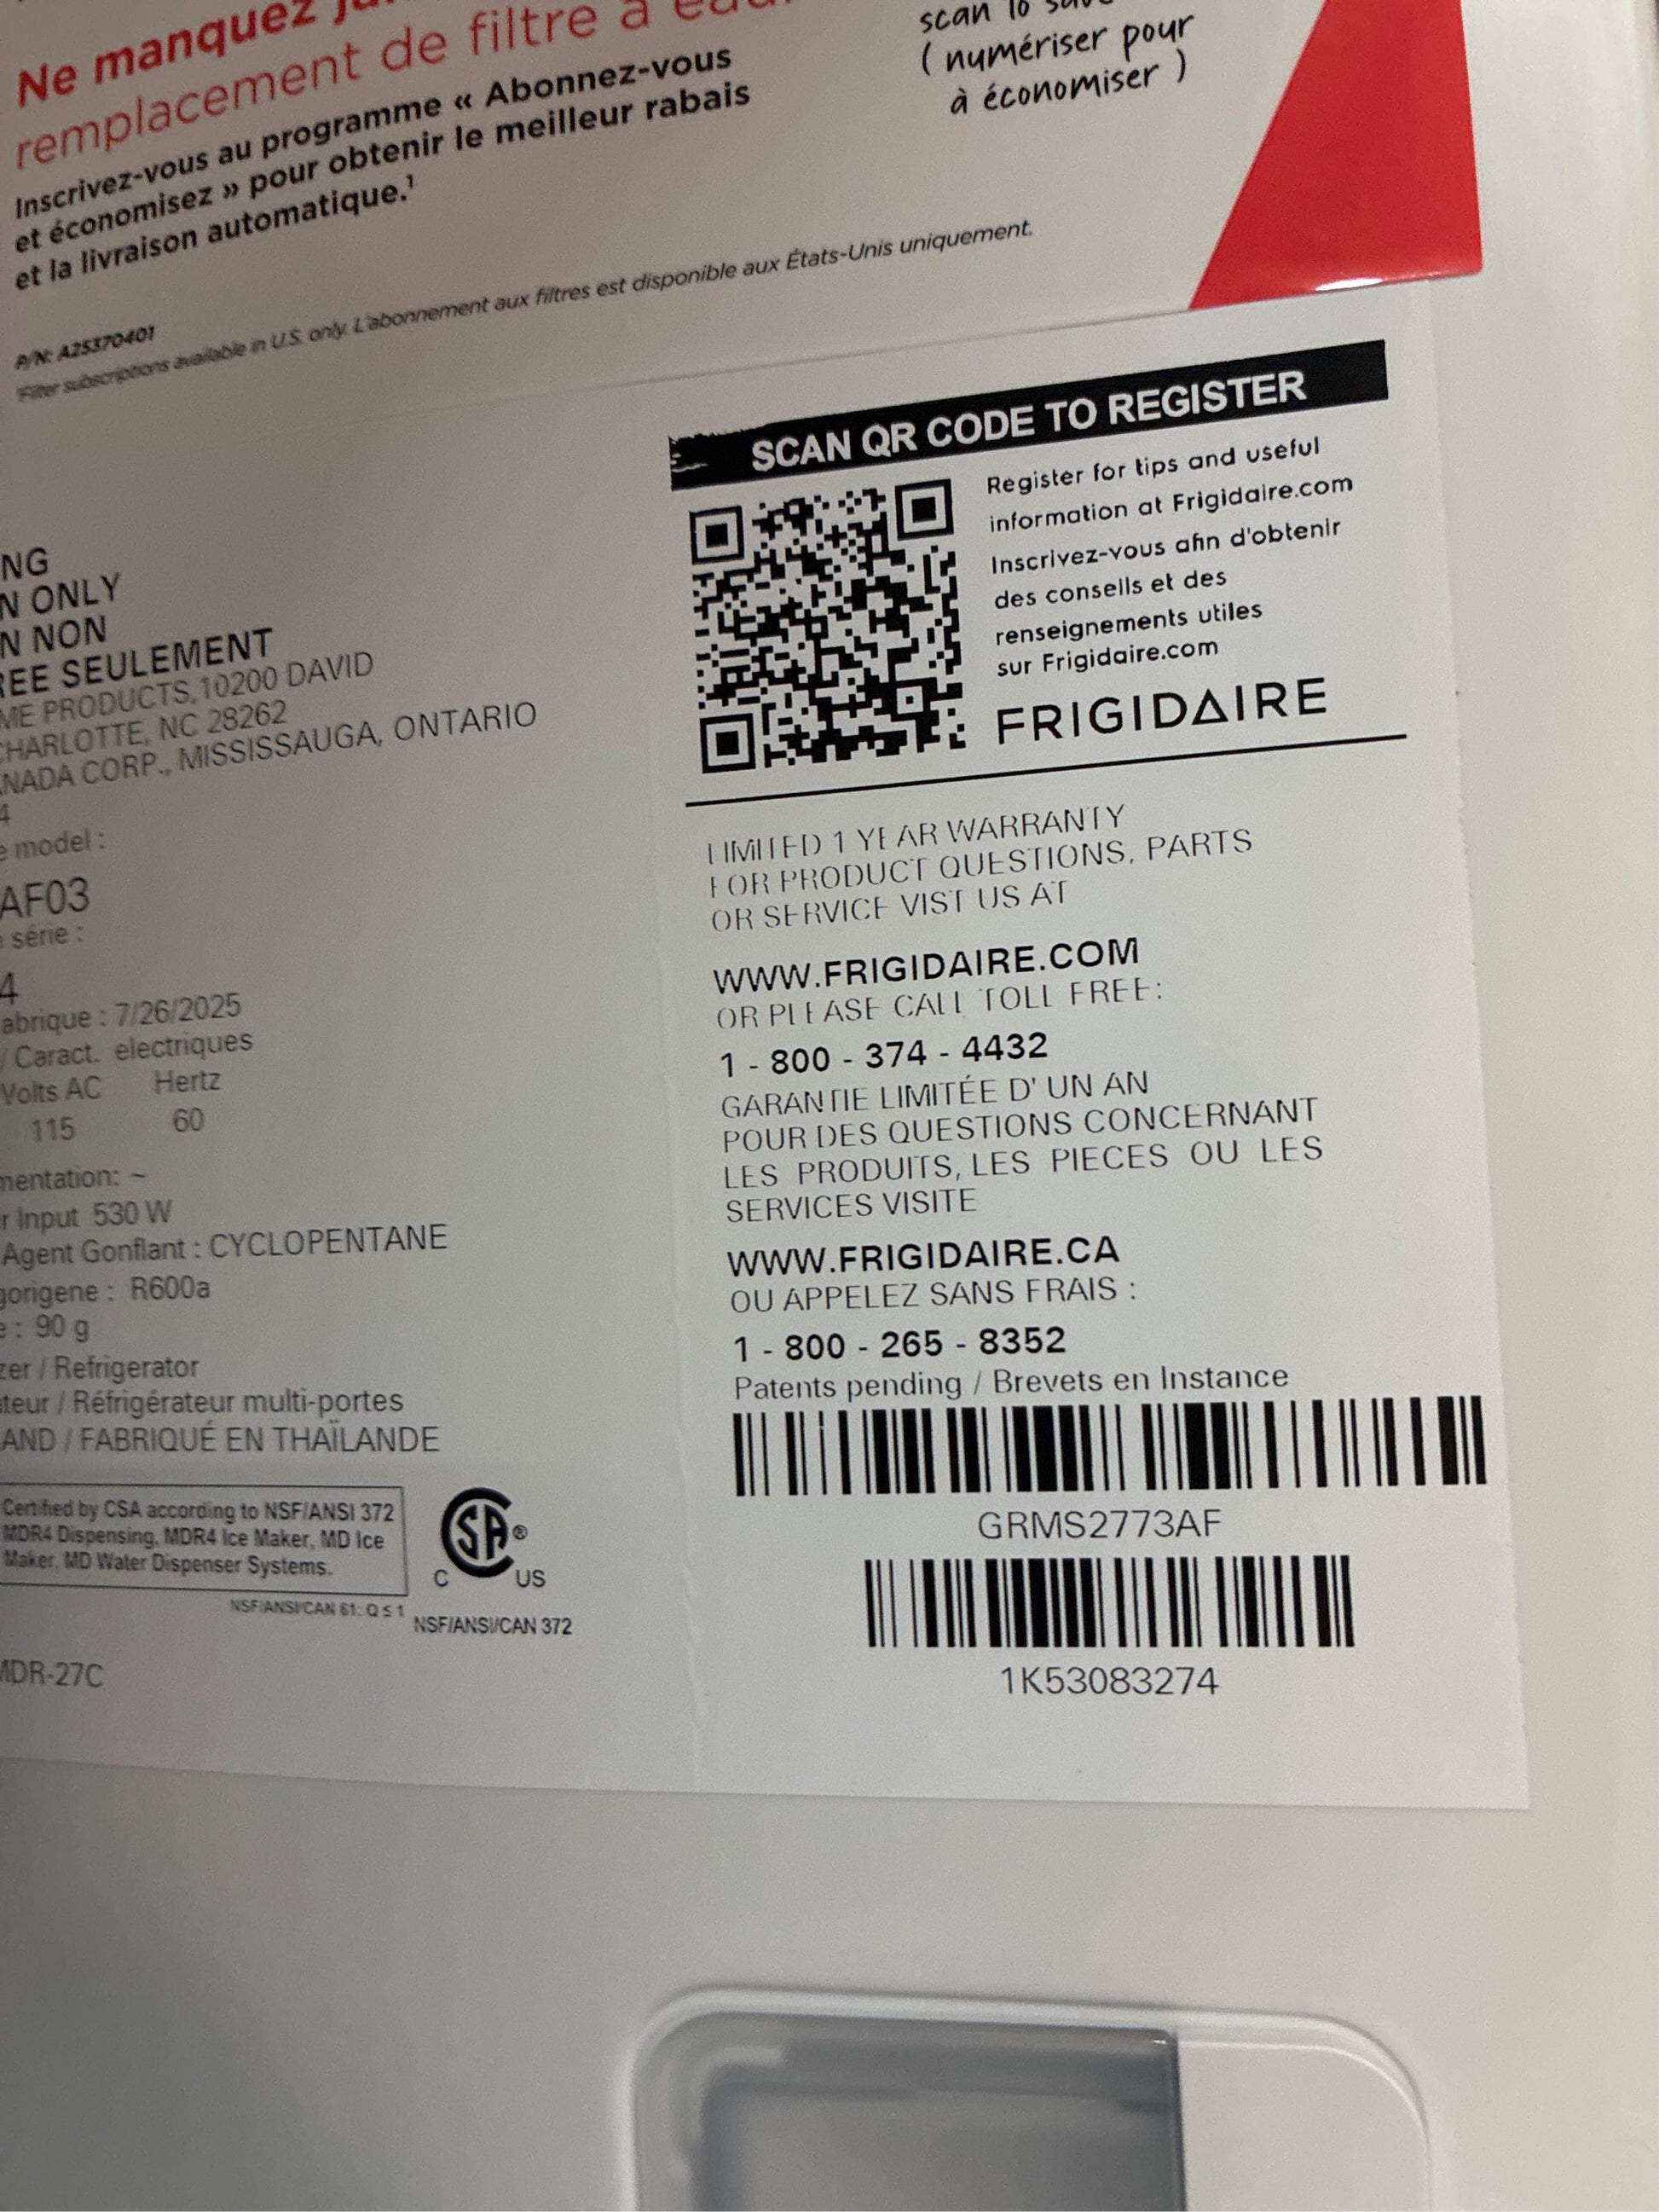 Ne manquez
remplacement de filtre à
Inscrivez-vous au programme « Abonnez-vous
et économisez » pour obtenir le meilleur rabais
et la livraison automatique.¹
scan to
( numériser pour
à économiser )
P/N: A25370401
¹Filter subscriptions available in U.S. only. L'abonnement aux filtres est disponible aux États-Unis uniquement.
NG
N ONLY
N NON
REE SEULEMENT
ME PRODUCTS, 10200 DAVID
CHARLOTTE, NC 28262
NADA CORP., MISSISSAUGA, ONTARIO
4
e model :
AF03
série :
4
abrique : 7/26/2025
/ Caract. electriques
Volts AC Hertz
115 60
mentation: ~
r Input 530 W
Agent Gonflant : CYCLOPENTANE
gorigene : R600a
e : 90 g
zer / Refrigerator
teur / Réfrigérateur multi-portes
AND / FABRIQUÉ EN THAÏLANDE
Certified by CSA according to NSF/ANSI 372
MDR4 Dispensing, MDR4 Ice Maker, MD Ice
Maker, MD Water Dispenser Systems.
SA®
C US
NSF/ANSI/CAN 61: Q ≤ 1
NSF/ANSI/CAN 372
MDR-27C
SCAN QR CODE TO REGISTER
Register for tips and useful
information at Frigidaire.com
Inscrivez-vous afin d'obtenir
des conseils et des
renseignements utiles
sur Frigidaire.com
FRIGIDAIRE
LIMITED 1 YEAR WARRANTY
FOR PRODUCT QUESTIONS, PARTS
OR SERVICE VIST US AT
WWW.FRIGIDAIRE.COM
OR PLEASE CALL TOLL FREE:
1 - 800 - 374 - 4432
GARANTIE LIMITÉE D' UN AN
POUR DES QUESTIONS CONCERNANT
LES PRODUITS, LES PIECES OU LES
SERVICES VISITE
WWW.FRIGIDAIRE.CA
OU APPELEZ SANS FRAIS :
1 - 800 - 265 - 8352
Patents pending / Brevets en Instance
GRMS2773AF
1K53083274